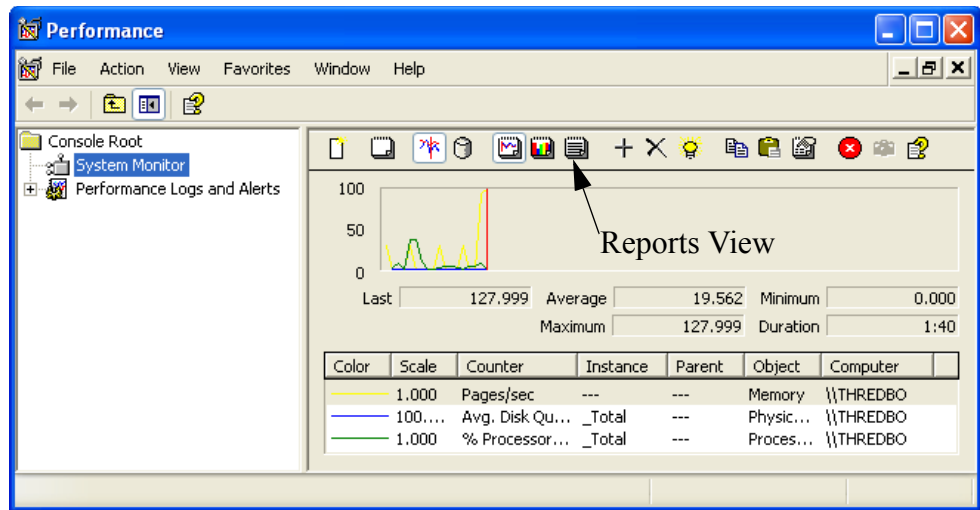 Performance
File Action View Favorites Window Help
Console Root
System Monitor
Performance Logs and Alerts
100
50
0
Reports View
Last 127.999 Average 19.562 Minimum 0.000
Maximum 127.999 Duration 1:40
Color Scale Counter Instance Parent Object Computer
1.000 Pages/sec --- --- Memory \\THREDBO
100.... Avg. Disk Qu... _Total --- Physic... \\THREDBO
1.000 % Processor... _Total --- Proces... \\THREDBO